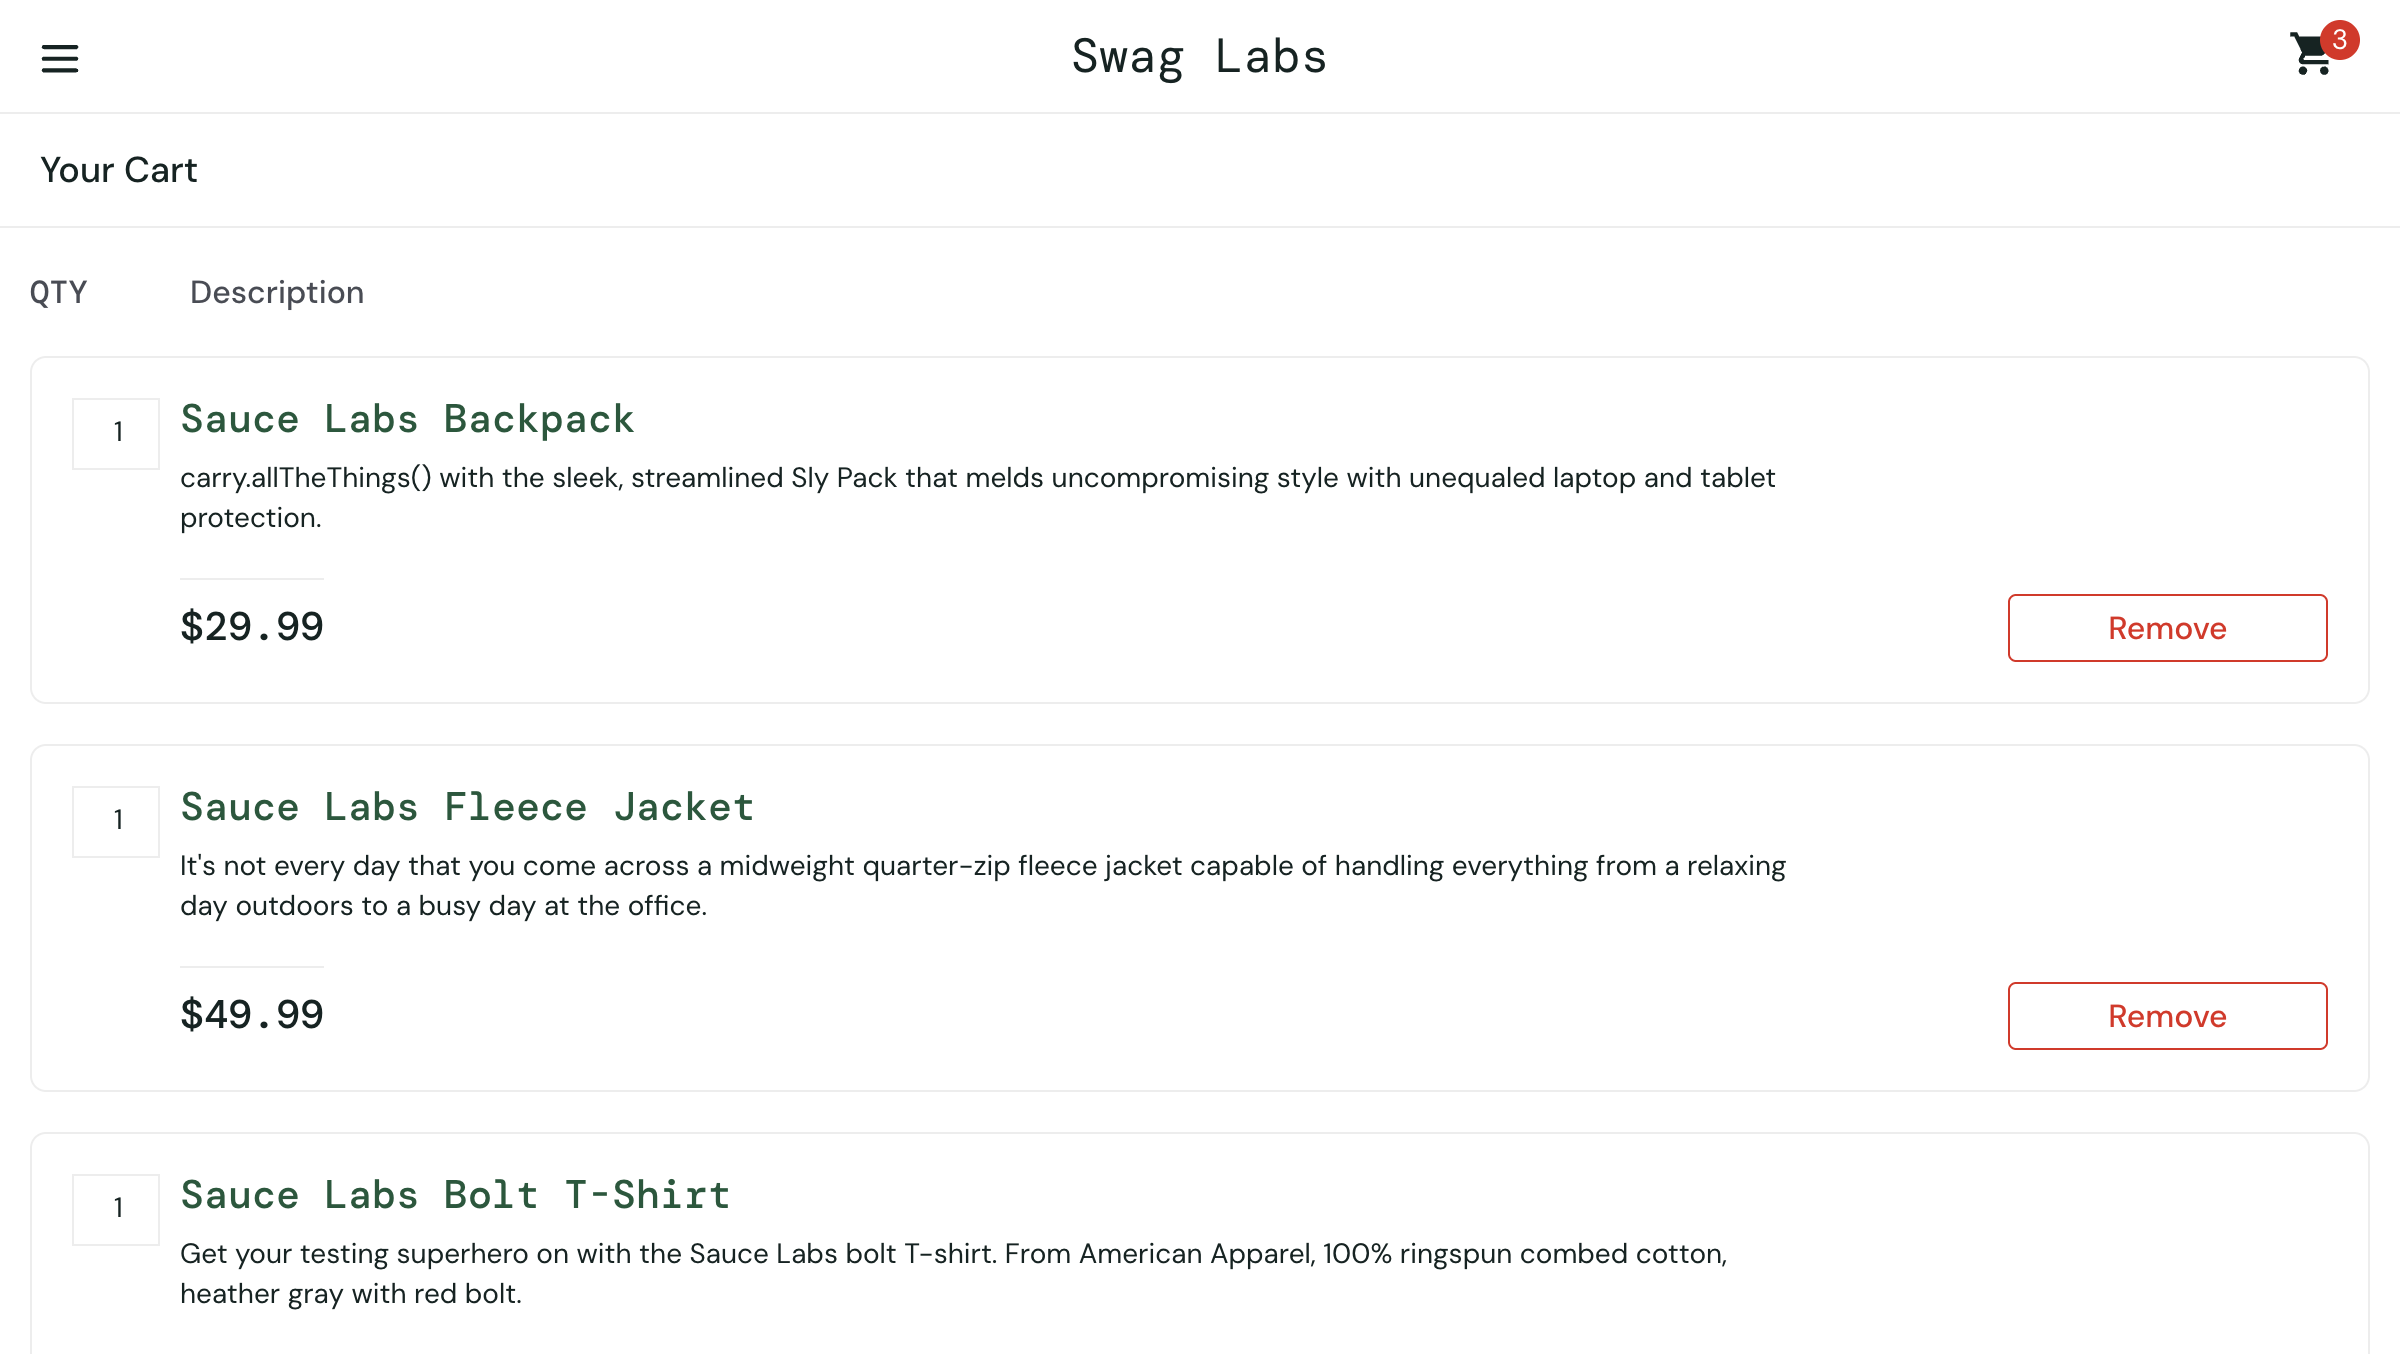 Swag Labs
3
Your Cart
QTY
Description
1
Sauce Labs Backpack
carry.allTheThings() with the sleek, streamlined Sly Pack that melds uncompromising style with unequaled laptop and tablet
protection.
$29.99
Remove
1
Sauce Labs Fleece Jacket
It's not every day that you come across a midweight quarter-zip fleece jacket capable of handling everything from a relaxing
day outdoors to a busy day at the office.
$49.99
Remove
1
Sauce Labs Bolt T-Shirt
Get your testing superhero on with the Sauce Labs bolt T-shirt. From American Apparel, 100% ringspun combed cotton,
heather gray with red bolt.